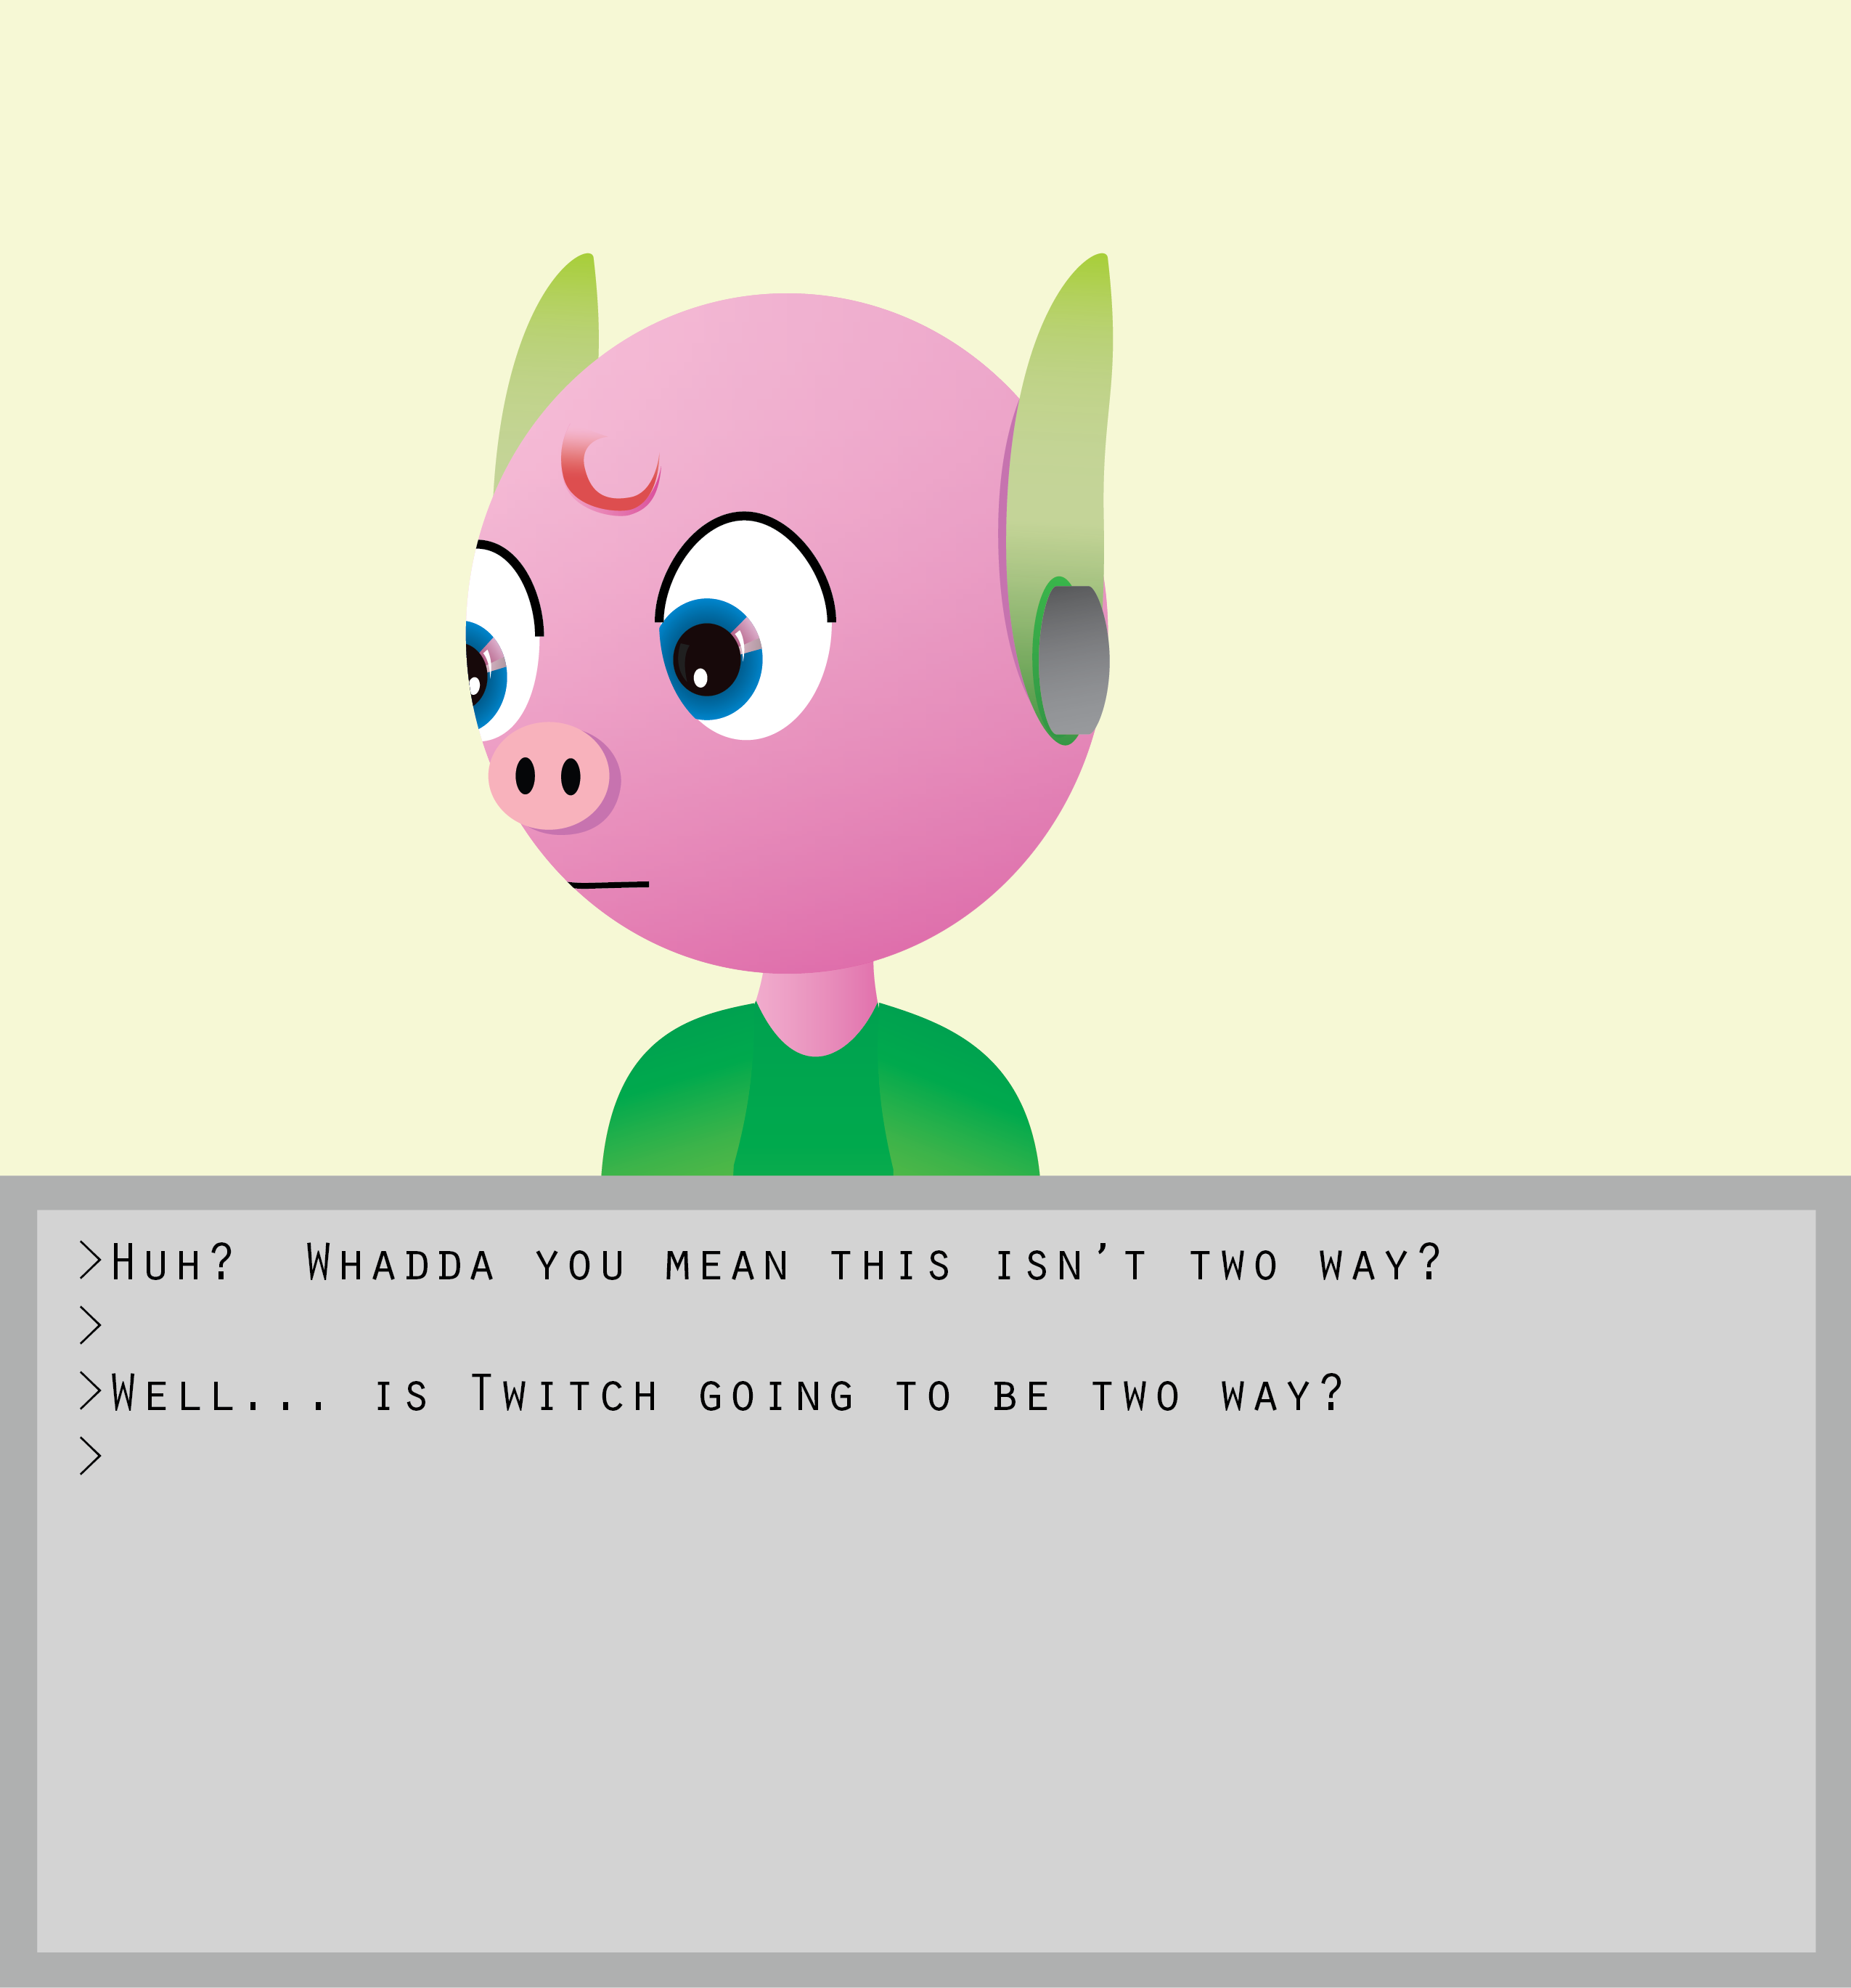 >Huh?  Whadda you mean this isn’t two way?
>
>Well... is Twitch going to be two way?
>